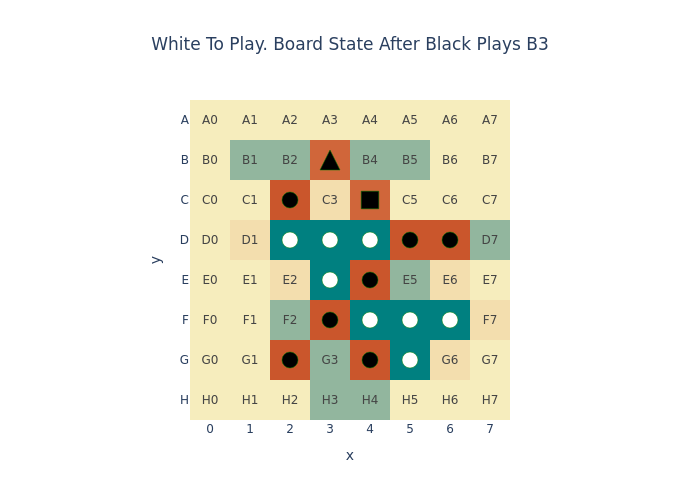 White To Play. Board State After Black Plays B3
A A0 A1 A2 A3 A4 A5 A6 A7
B B0 B1 B2 B4 B5 B6 B7
C C0 C1 C3 C5 C6 C7
D D0 D1 D7
E E0 E1 E2 E5 E6 E7
F F0 F1 F2 F7
G G0 G1 G3 G6 G7
H H0 H1 H2 H3 H4 H5 H6 H7
0 1 2 3 4 5 6 7
x
y